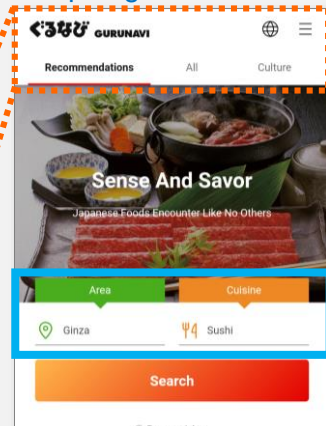 ぐるなび GURUNAVI
Recommendations All Culture
Sense And Savor
Japanese Foods Encounter Like No Others
Area Cuisine
Ginza Sushi
Search